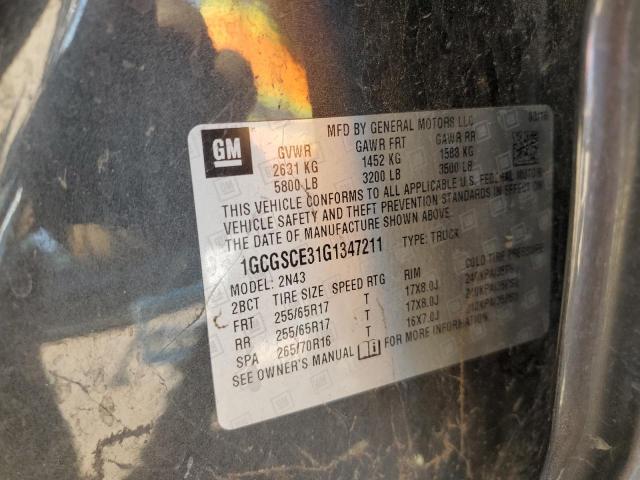 MFD BY GENERAL MOTORS LLC
GM
GVWR GAWR FRT GAWR RR
2631 KG 1452 KG 1588 KG
5800 LB 3200 LB 3500 LB
THIS VEHICLE CONFORMS TO ALL APPLICABLE U.S. FEDERAL MOTOR
VEHICLE SAFETY AND THEFT PREVENTION STANDARDS IN EFFECT ON
THE DATE OF MANUFACTURE SHOWN ABOVE.
1GCGSCE31G1347211 TYPE: TRUCK
MODEL: 2N43
2BCT TIRE SIZE SPEED RTG RIM COLD TIRE PRESSURE
FRT 255/65R17 T 17X8.0J
RR 255/65R17 T 17X8.0J
SPA 265/70R16 T 16X7.0J
SEE OWNER'S MANUAL FOR MORE INFORMATION